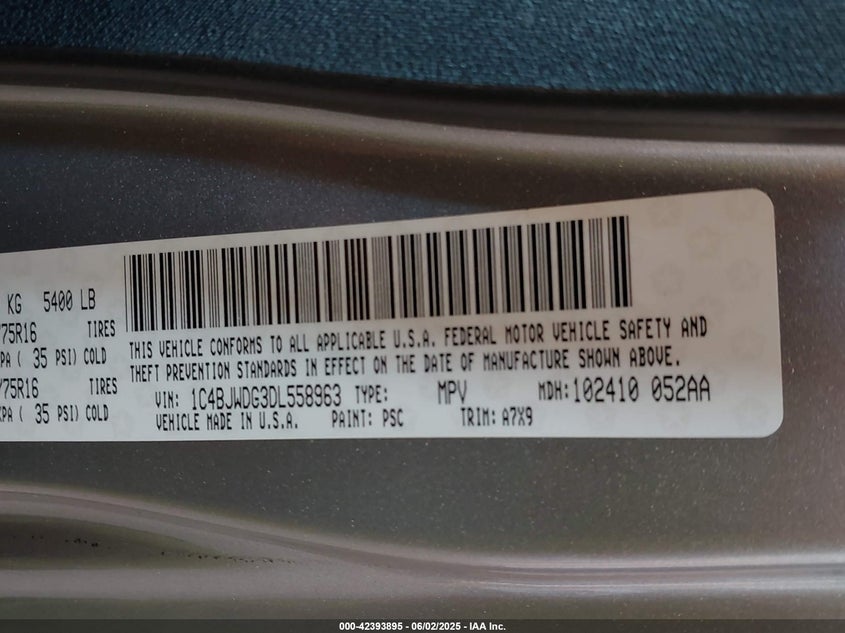 KG 5400 LB
/75R16 TIRES
KPA ( 35 PSI) COLD
/75R16 TIRES
KPA ( 35 PSI) COLD
THIS VEHICLE CONFORMS TO ALL APPLICABLE U.S.A. FEDERAL MOTOR VEHICLE SAFETY AND
THEFT PREVENTION STANDARDS IN EFFECT ON THE DATE OF MANUFACTURE SHOWN ABOVE.
VIN: 1C4BJWDG3DL558963 TYPE: MPV MDH:102410 052AA
VEHICLE MADE IN U.S.A. PAINT: PSC TRIM: A7X9
000-42393895 - 06/02/2025 - IAA Inc.